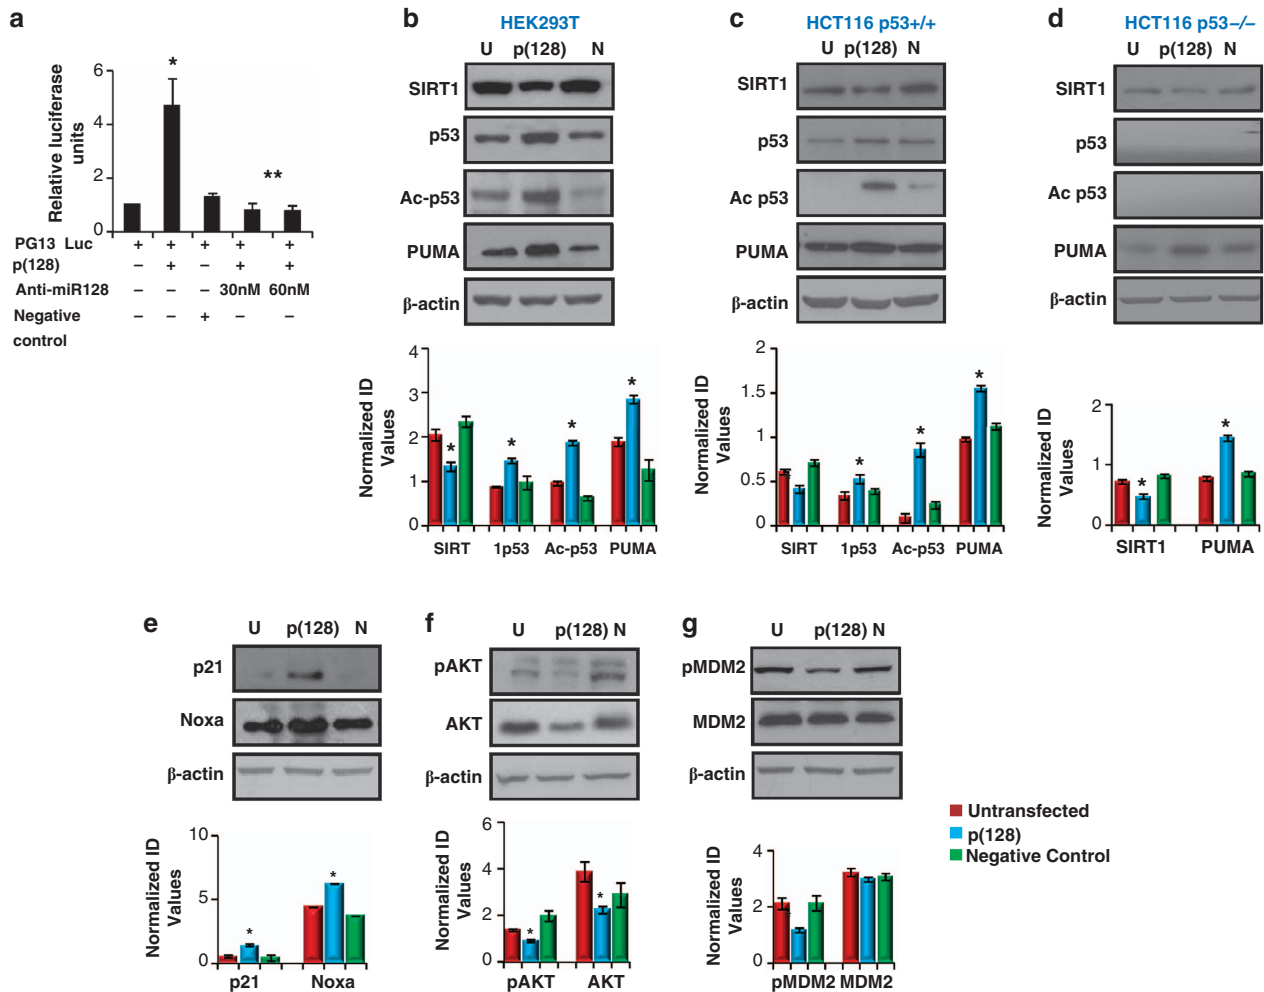 a
Relative luciferase
units
6
4
2
0
*
**
PG13 Luc + + + + +
p(128) – + – + +
Anti-miR128 – – – 30nM 60nM
Negative – – + – –
control
b
HEK293T
U p(128) N
SIRT1
p53
Ac-p53
PUMA
β-actin
Normalized ID
Values
4
3
2
1
0
* * * *
SIRT 1p53 Ac-p53 PUMA
c
HCT116 p53+/+
U p(128) N
SIRT1
p53
Ac p53
PUMA
β-actin
Normalized ID
Values
2
1.5
1
0.5
0
* * *
SIRT 1p53 Ac-p53 PUMA
d
HCT116 p53–/–
U p(128) N
SIRT1
p53
Ac p53
PUMA
β-actin
Normalized ID
Values
2
1
0
* *
SIRT1 PUMA
e
U p(128) N
p21
Noxa
β-actin
Normalized ID
Values
10
5
0
* *
p21 Noxa
f
U p(128) N
pAKT
AKT
β-actin
Normalized ID
Values
6
4
2
0
* *
pAKT AKT
g
U p(128) N
pMDM2
MDM2
β-actin
Normalized ID
Values
4
2
0
pMDM2 MDM2
Untransfected
p(128)
Negative Control